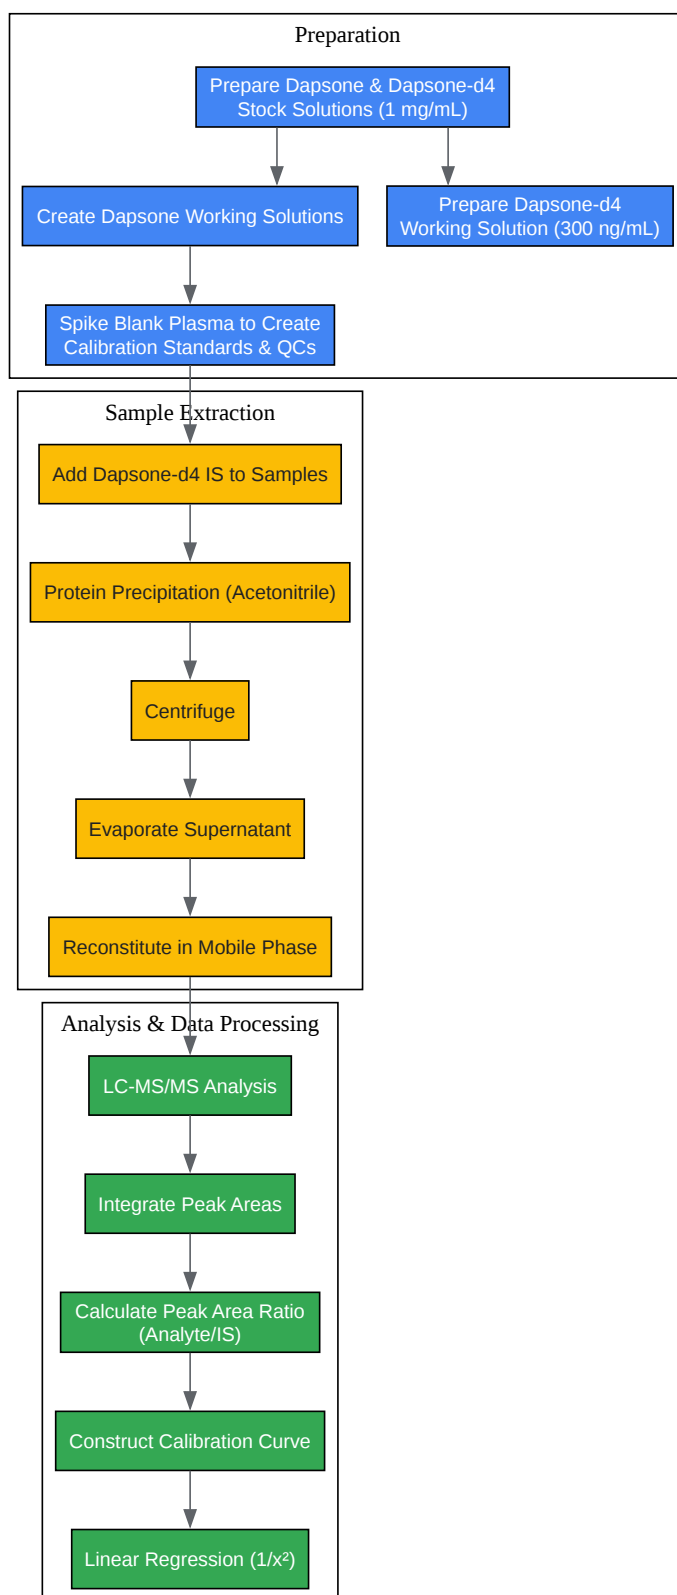 Preparation
Prepare Dapsone & Dapsone-d4
Stock Solutions (1 mg/mL)
Create Dapsone Working Solutions
Prepare Dapsone-d4
Working Solution (300 ng/mL)
Spike Blank Plasma to Create
Calibration Standards & QCs
Sample Extraction
Add Dapsone-d4 IS to Samples
Protein Precipitation (Acetonitrile)
Centrifuge
Evaporate Supernatant
Reconstitute in Mobile Phase
Analysis & Data Processing
LC-MS/MS Analysis
Integrate Peak Areas
Calculate Peak Area Ratio
(Analyte/IS)
Construct Calibration Curve
Linear Regression (1/x²)